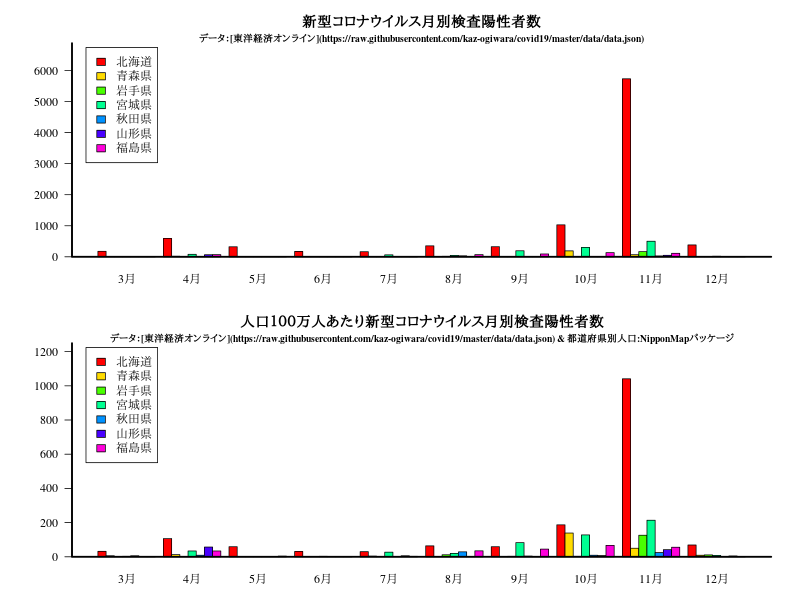 新型コロナウイルス月別検査陽性者数
データ:[東洋経済オンライン](https://raw.githubusercontent.com/kaz-ogiwara/covid19/master/data/data.json)
北海道
青森県
岩手県
宮城県
秋田県
山形県
福島県
6000
5000
4000
3000
2000
1000
0
3月 4月 5月 6月 7月 8月 9月 10月 11月 12月
人口100万人あたり新型コロナウイルス月別検査陽性者数
データ:[東洋経済オンライン](https://raw.githubusercontent.com/kaz-ogiwara/covid19/master/data/data.json) & 都道府県別人口:NipponMapパッケージ
北海道
青森県
岩手県
宮城県
秋田県
山形県
福島県
1200
1000
800
600
400
200
0
3月 4月 5月 6月 7月 8月 9月 10月 11月 12月